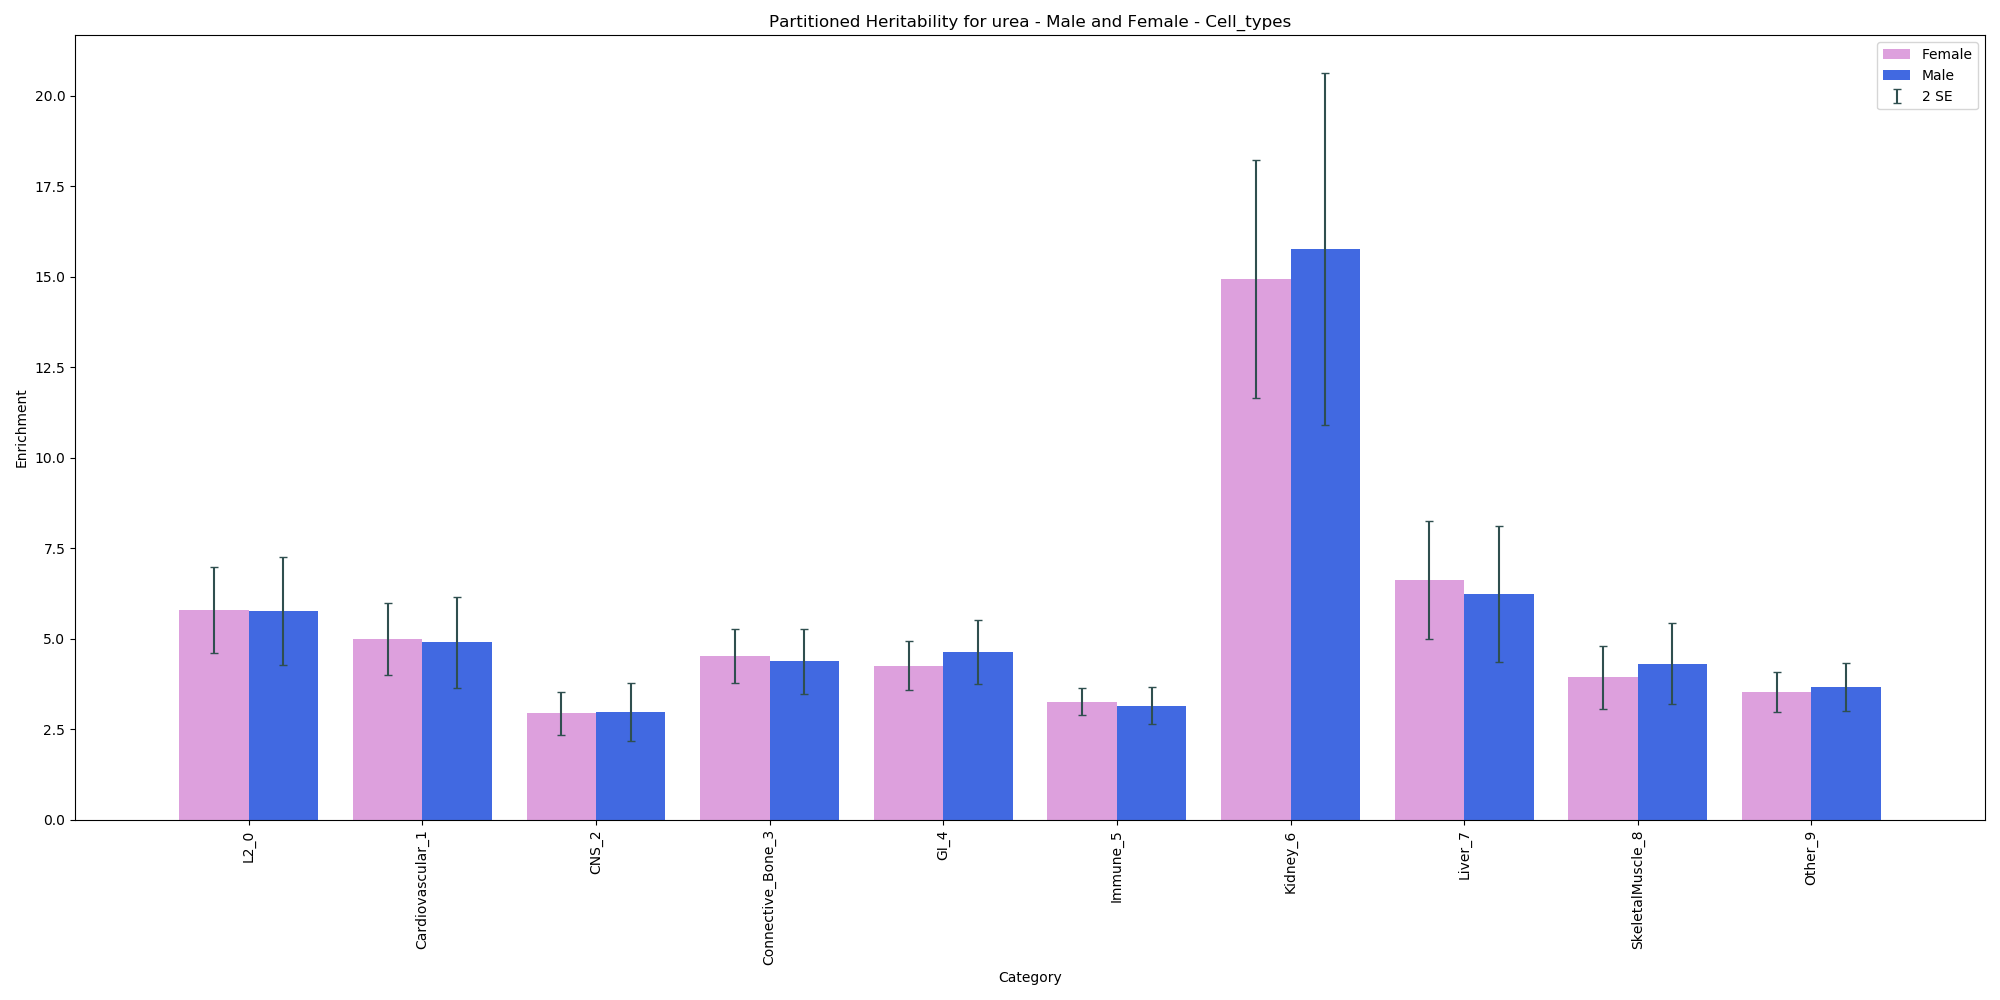 Partitioned Heritability for urea - Male and Female - Cell_types
Female
Male
2 SE
20.0
17.5
15.0
12.5
10.0
7.5
5.0
2.5
0.0
Enrichment
L2_0
Cardiovascular_1
CNS_2
Connective_Bone_3
GI_4
Immune_5
Kidney_6
Liver_7
SkeletalMuscle_8
Other_9
Category